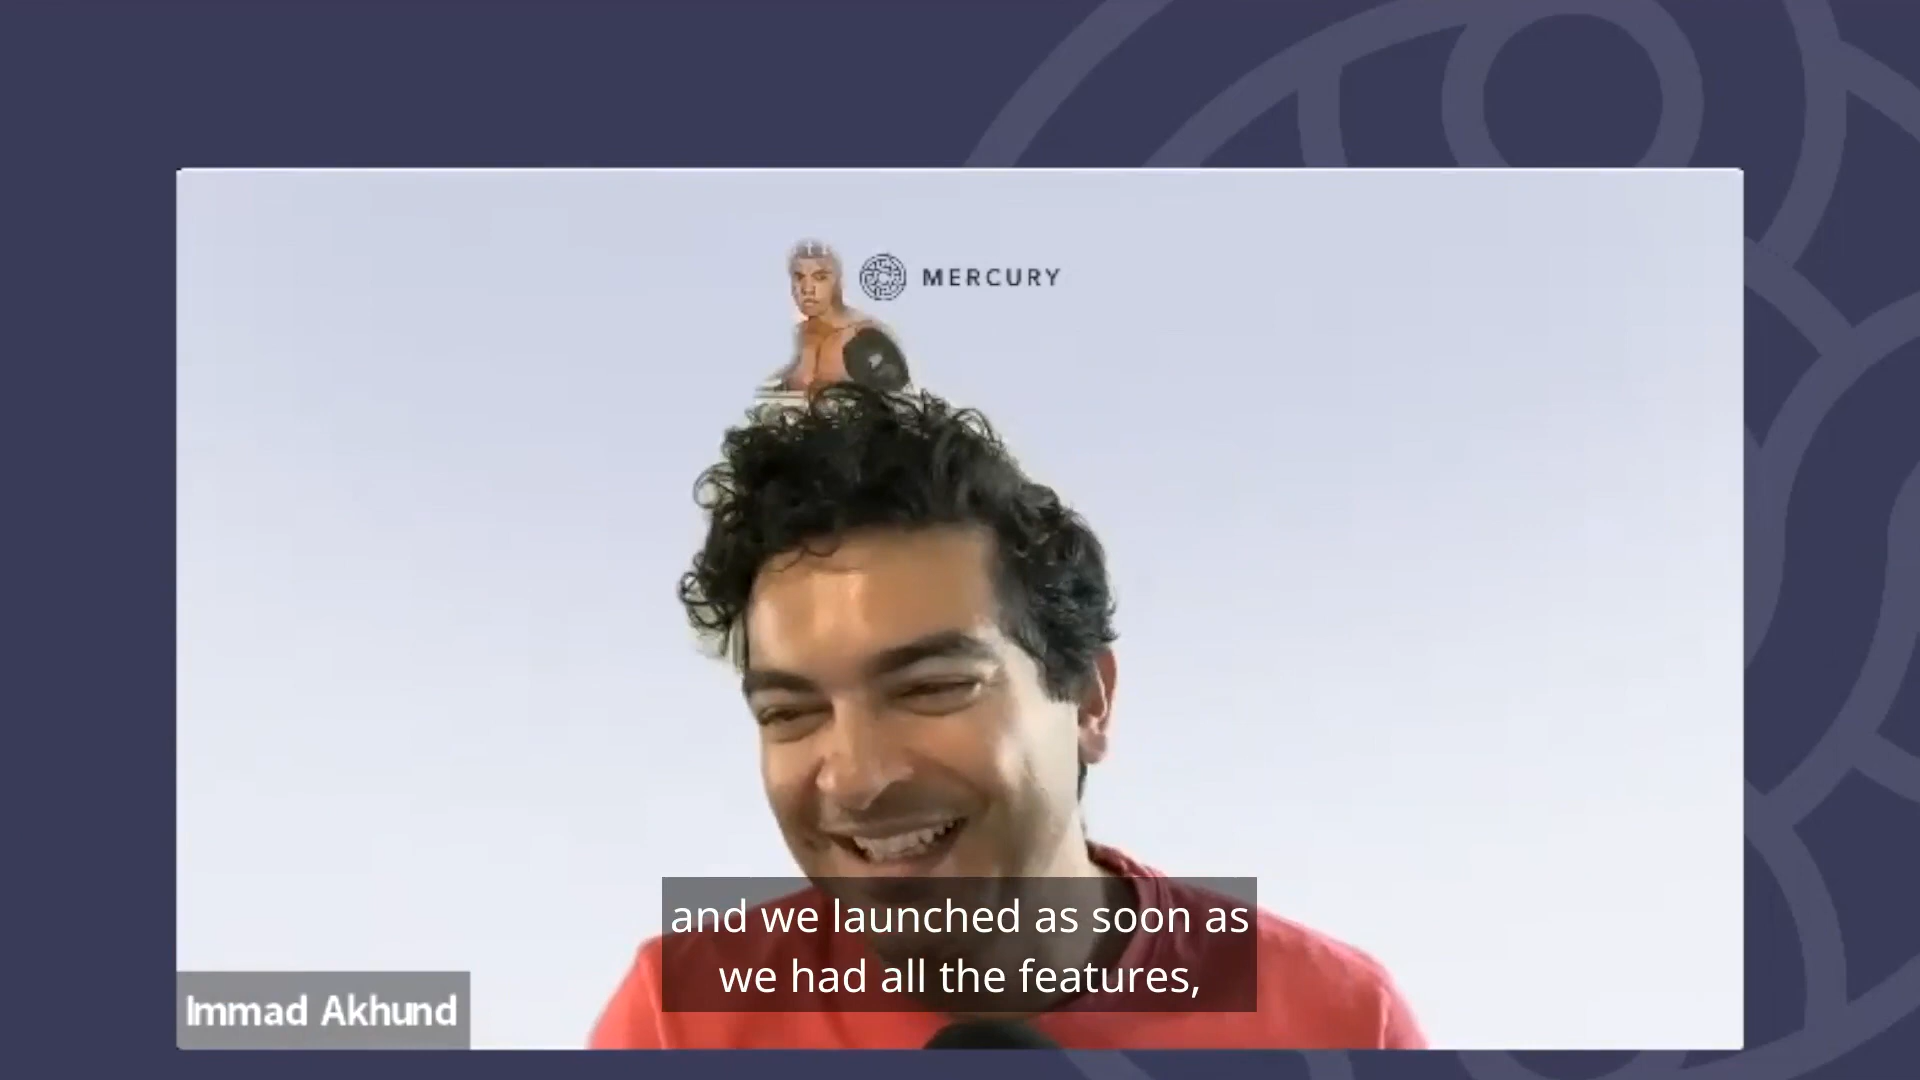 MERCURY
and we launched as soon as
we had all the features,
Immad Akhund